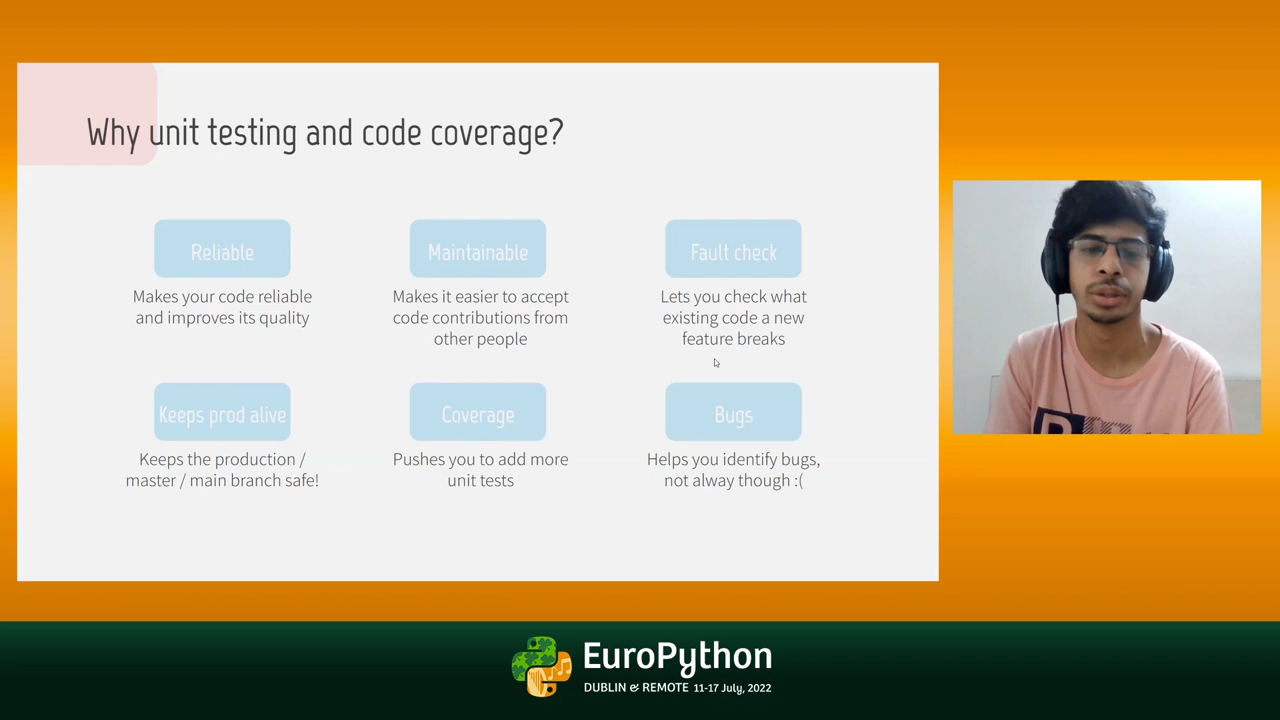 Why unit testing and code coverage?
Reliable
Makes your code reliable
and improves its quality
Maintainable
Makes it easier to accept
code contributions from
other people
Fault check
Lets you check what
existing code a new
feature breaks
Keeps prod alive
Keeps the production /
master / main branch safe!
Coverage
Pushes you to add more
unit tests
Bugs
Helps you identify bugs,
not alway though :(
EuroPython
DUBLIN & REMOTE 11-17 July, 2022